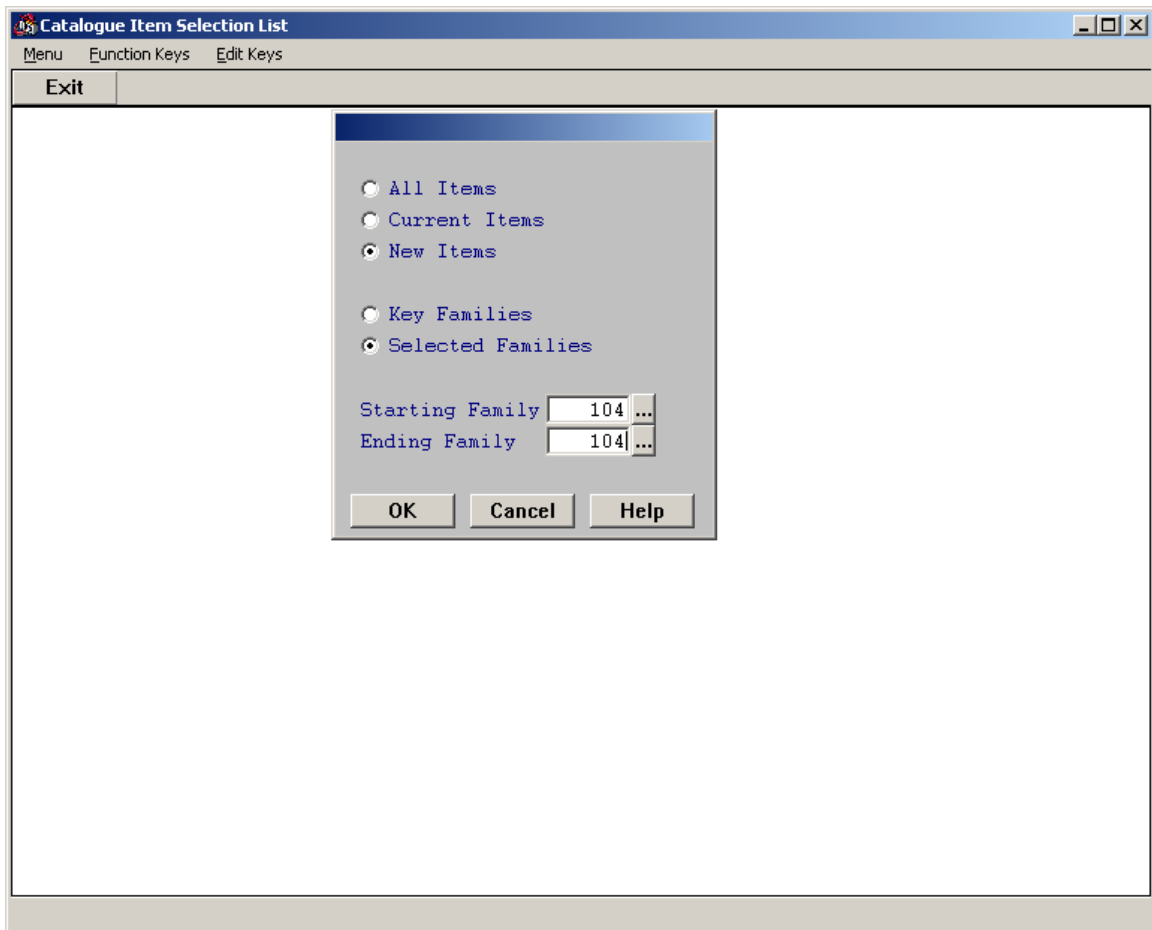 Catalogue Item Selection List
Menu Function Keys Edit Keys
Exit
All Items
Current Items
New Items
Key Families
Selected Families
Starting Family 104 ...
Ending Family 104 ...
OK Cancel Help